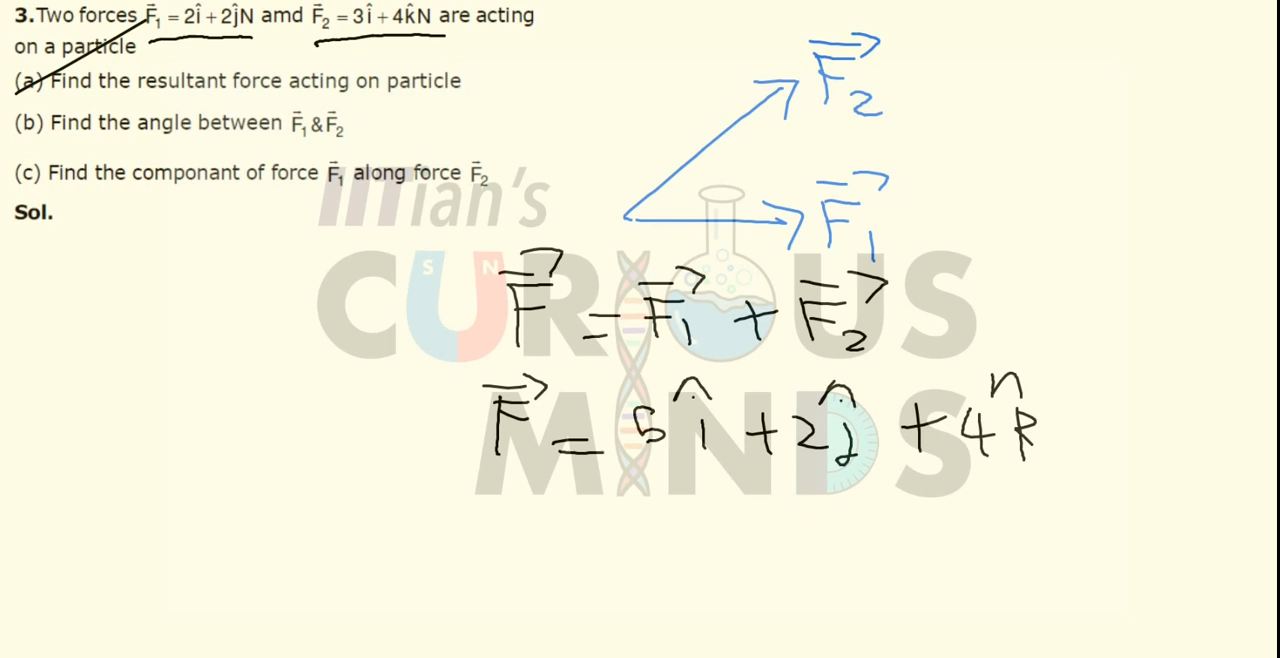 3.Two forces F⃗₁ = 2î + 2ĵN amd F⃗₂ = 3î + 4k̂N are acting
on a particle
(a) Find the resultant force acting on particle
(b) Find the angle between F⃗₁ & F⃗₂
(c) Find the componant of force F⃗₁ along force F⃗₂
Sol.
F⃗₂
F⃗₁
IITian's
CURIOUS
S N
MINDS
F⃗ = F⃗₁ + F⃗₂
F⃗ = 5î + 2ĵ + 4k̂